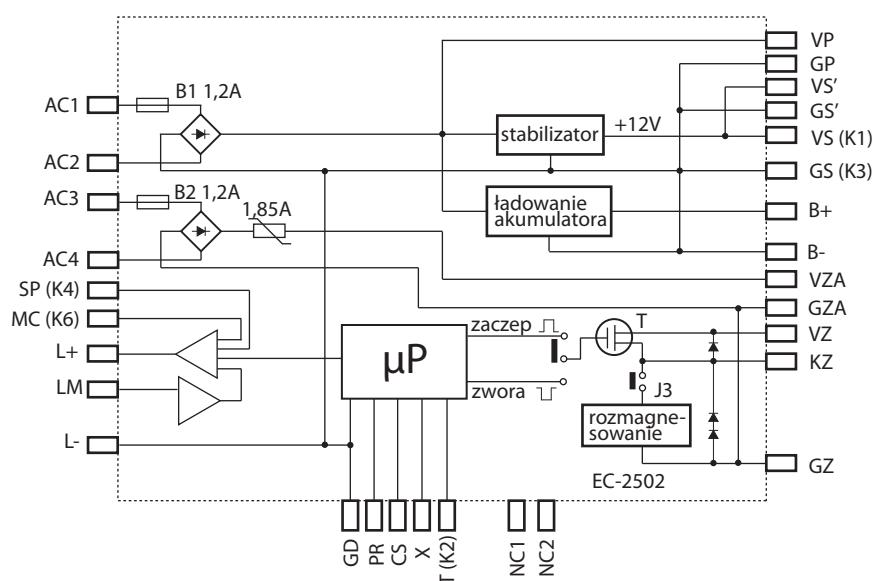 VP
GP
VS'
GS'
VS (K1)
GS (K3)
B+
B-
VZA
GZA
VZ
KZ
GZ
AC1
B1 1,2A
AC2
AC3
B2 1,2A
1,85A
AC4
SP (K4)
MC (K6)
L+
LM
L-
stabilizator
+12V
ładowanie
akumulatora
µP
zaczep
zwora
T
J3
rozmagne-
sowanie
EC-2502
GD
PR
CS
X
T (K2)
NC1
NC2